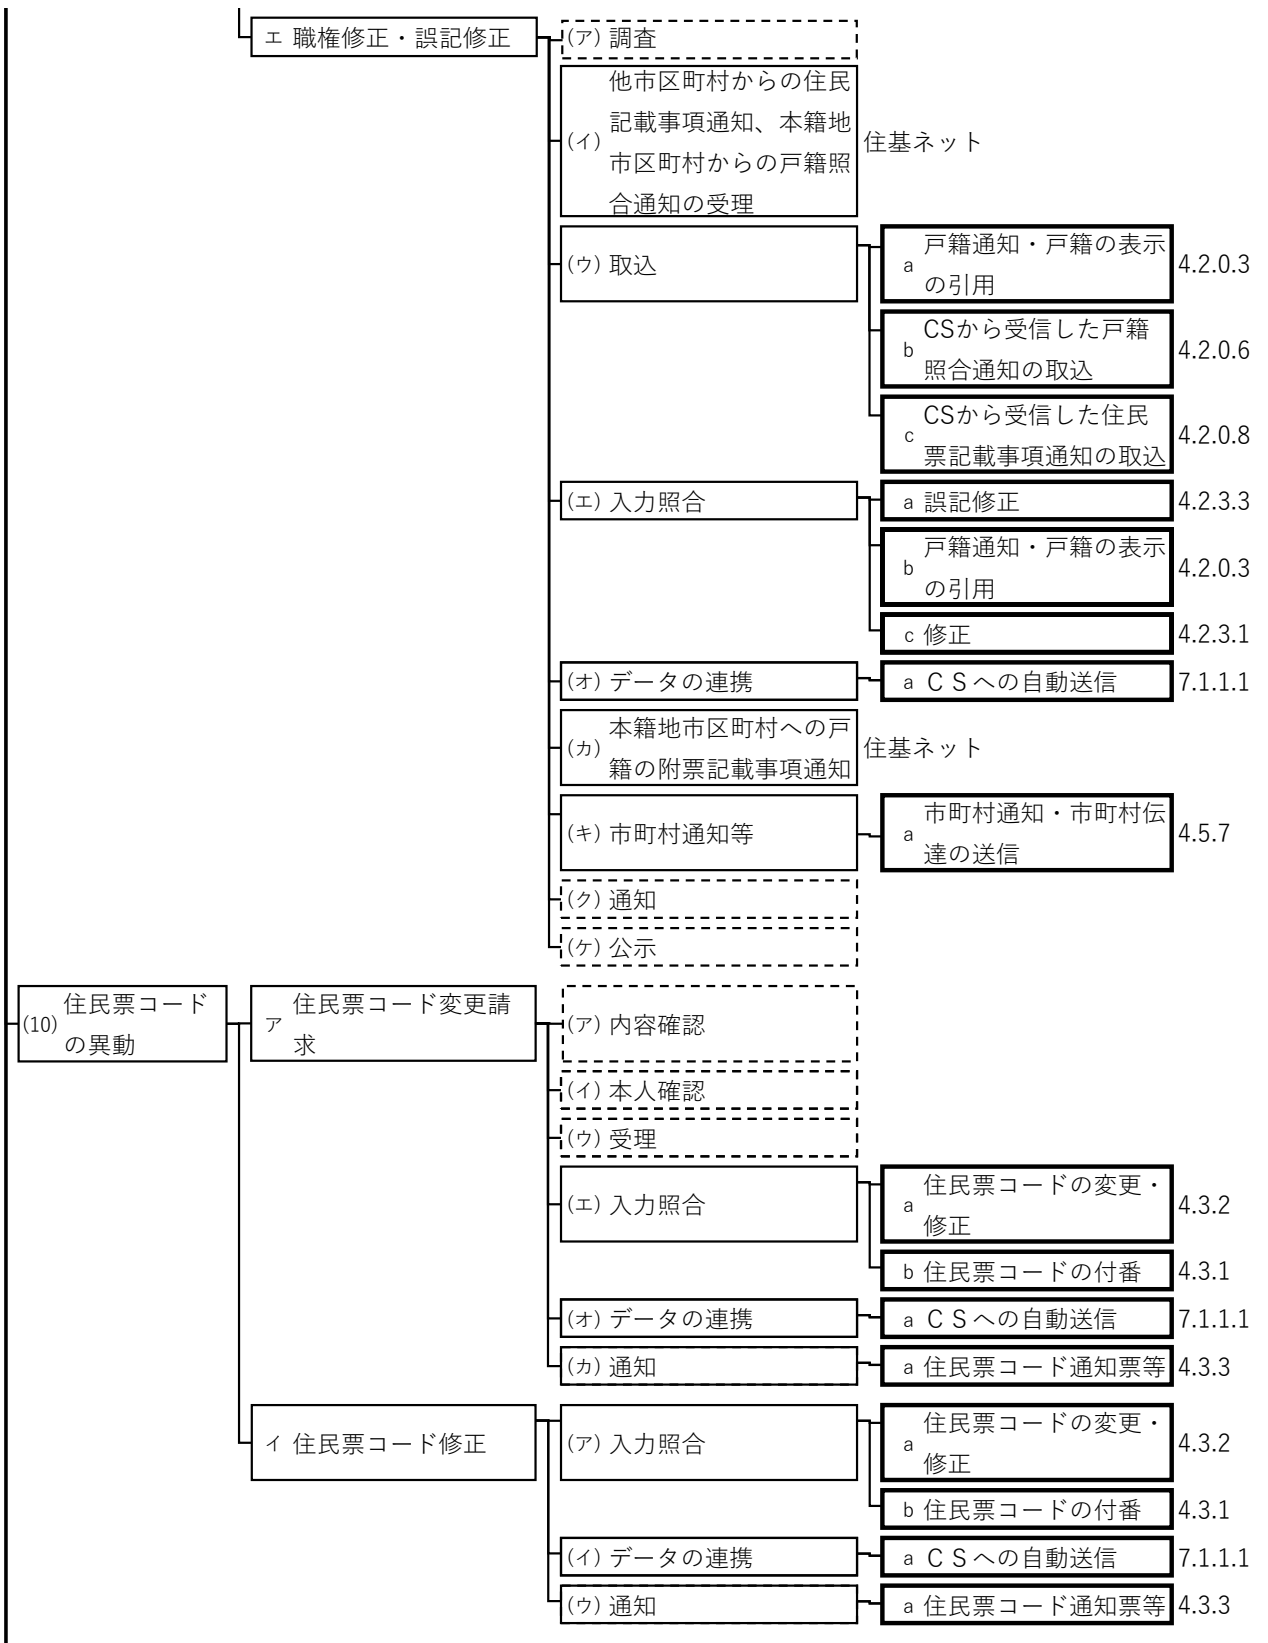 エ 職権修正・誤記修正
(ア) 調査
(イ) 他市区町村からの住民
記載事項通知、本籍地
市区町村からの戸籍照
合通知の受理
住基ネット
(ウ) 取込
a 戸籍通知・戸籍の表示
の引用
4.2.0.3
b CSから受信した戸籍
照合通知の取込
4.2.0.6
c CSから受信した住民
票記載事項通知の取込
4.2.0.8
(エ) 入力照合
a 誤記修正 4.2.3.3
b 戸籍通知・戸籍の表示
の引用
4.2.0.3
c 修正 4.2.3.1
(オ) データの連携
a ＣＳへの自動送信 7.1.1.1
(カ) 本籍地市区町村への戸
籍の附票記載事項通知
住基ネット
(キ) 市町村通知等
a 市町村通知・市町村伝
達の送信
4.5.7
(ク) 通知
(ケ) 公示
(10) 住民票コード
の異動
ア 住民票コード変更請
求
(ア) 内容確認
(イ) 本人確認
(ウ) 受理
(エ) 入力照合
a 住民票コードの変更・
修正
4.3.2
b 住民票コードの付番 4.3.1
(オ) データの連携
a ＣＳへの自動送信 7.1.1.1
(カ) 通知
a 住民票コード通知票等 4.3.3
イ 住民票コード修正
(ア) 入力照合
a 住民票コードの変更・
修正
4.3.2
b 住民票コードの付番 4.3.1
(イ) データの連携
a ＣＳへの自動送信 7.1.1.1
(ウ) 通知
a 住民票コード通知票等 4.3.3